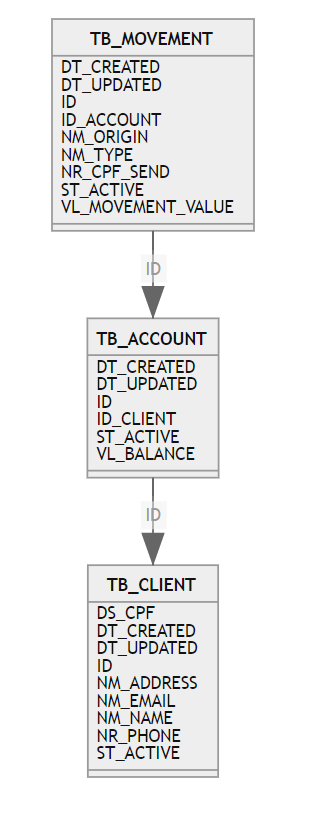 TB_MOVEMENT
DT_CREATED
DT_UPDATED
ID
ID_ACCOUNT
NM_ORIGIN
NM_TYPE
NR_CPF_SEND
ST_ACTIVE
VL_MOVEMENT_VALUE
ID
TB_ACCOUNT
DT_CREATED
DT_UPDATED
ID
ID_CLIENT
ST_ACTIVE
VL_BALANCE
ID
TB_CLIENT
DS_CPF
DT_CREATED
DT_UPDATED
ID
NM_ADDRESS
NM_EMAIL
NM_NAME
NR_PHONE
ST_ACTIVE